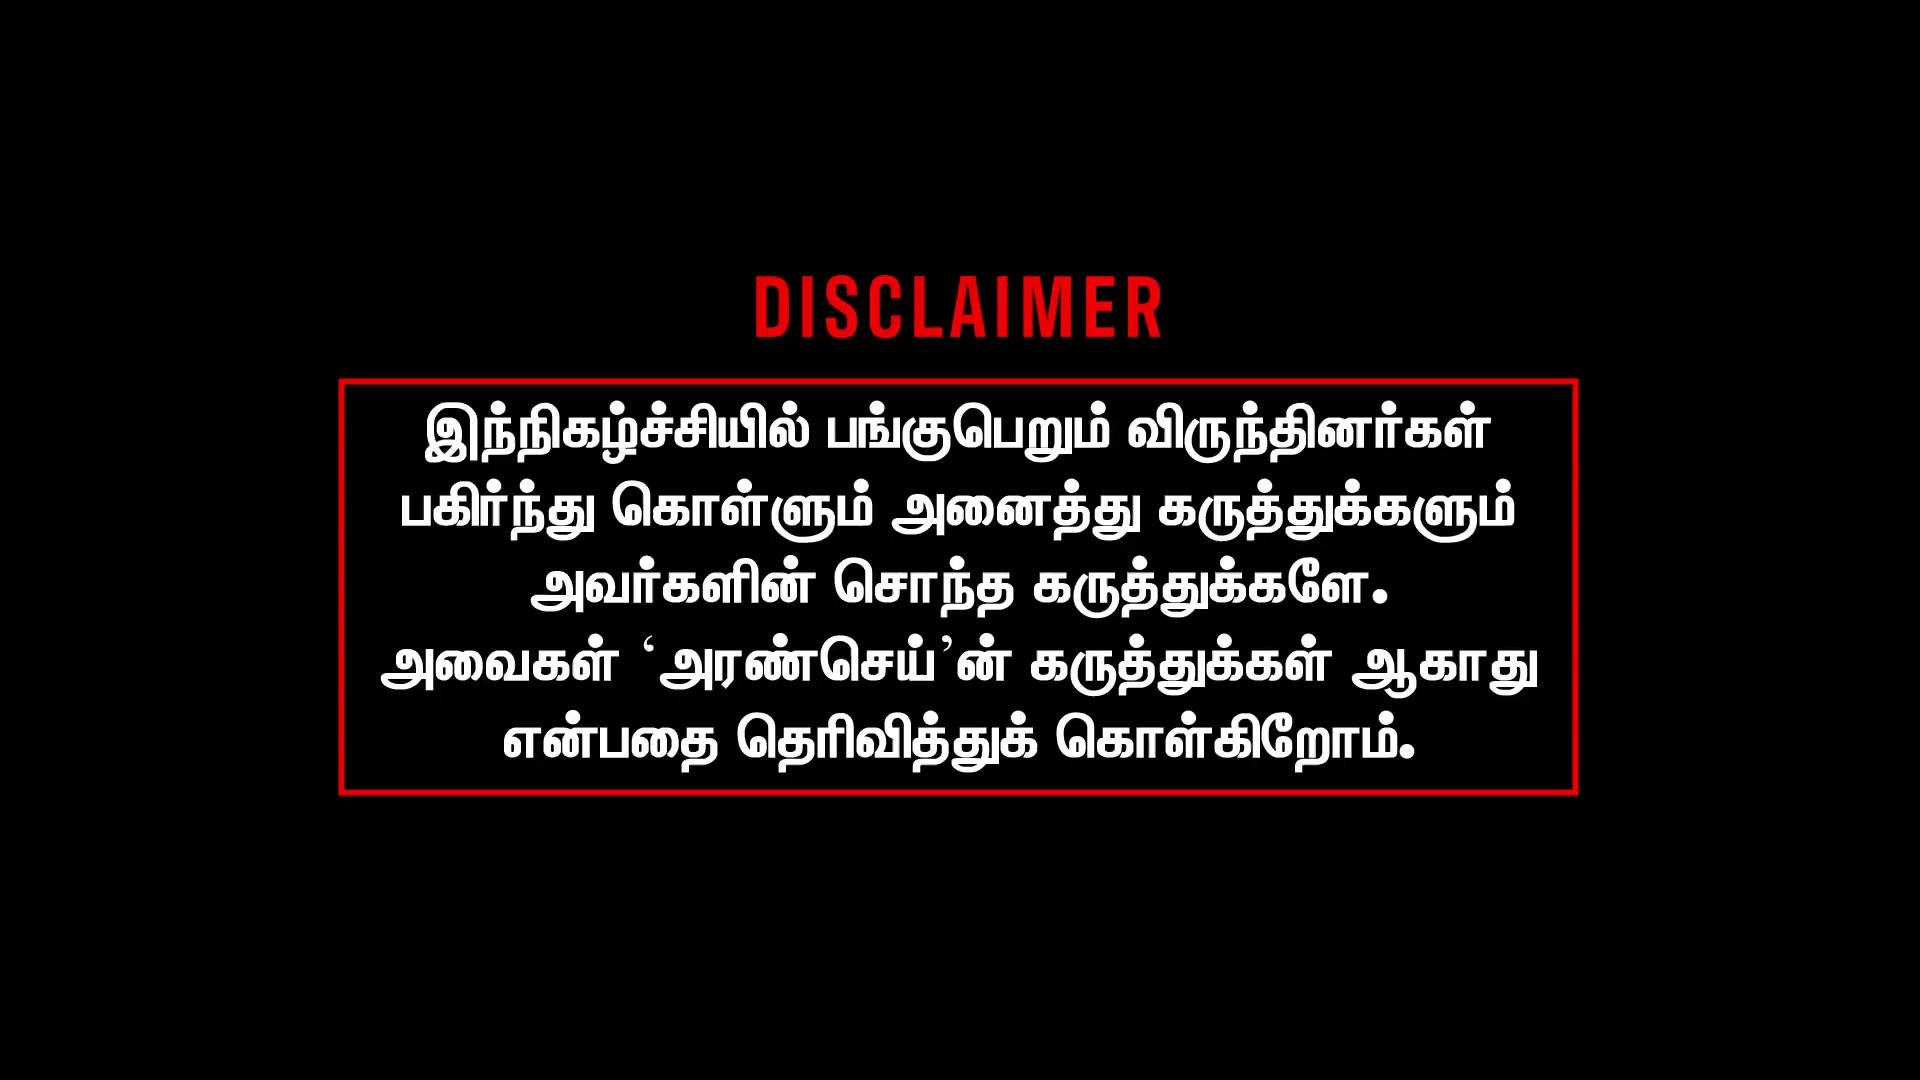 DISCLAIMER
இந்நிகழ்ச்சியில் பங்குபெறும் விருந்தினர்கள்
பகிர்ந்து கொள்ளும் அனைத்து கருத்துக்களும்
அவர்களின் சொந்த கருத்துக்களே.
அவைகள் ‘அரண்செய்’ன் கருத்துக்கள் ஆகாது
என்பதை தெரிவித்துக் கொள்கிறோம்.